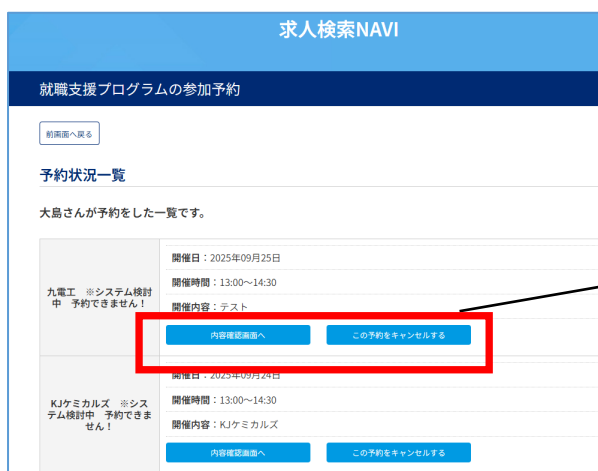 求人検索NAVI
就職支援プログラムの参加予約
前画面へ戻る
予約状況一覧
大島さんが予約をした一覧です。
九電工　※システム検討
中　予約できません！
開催日：2025年09月25日
開催時間：13:00～14:30
開催内容：テスト
内容確認画面へ
この予約をキャンセルする
KJケミカルズ　※シス
テム検討中　予約できま
せん！
開催日：2025年09月24日
開催時間：13:00～14:30
開催内容：KJケミカルズ
内容確認画面へ
この予約をキャンセルする